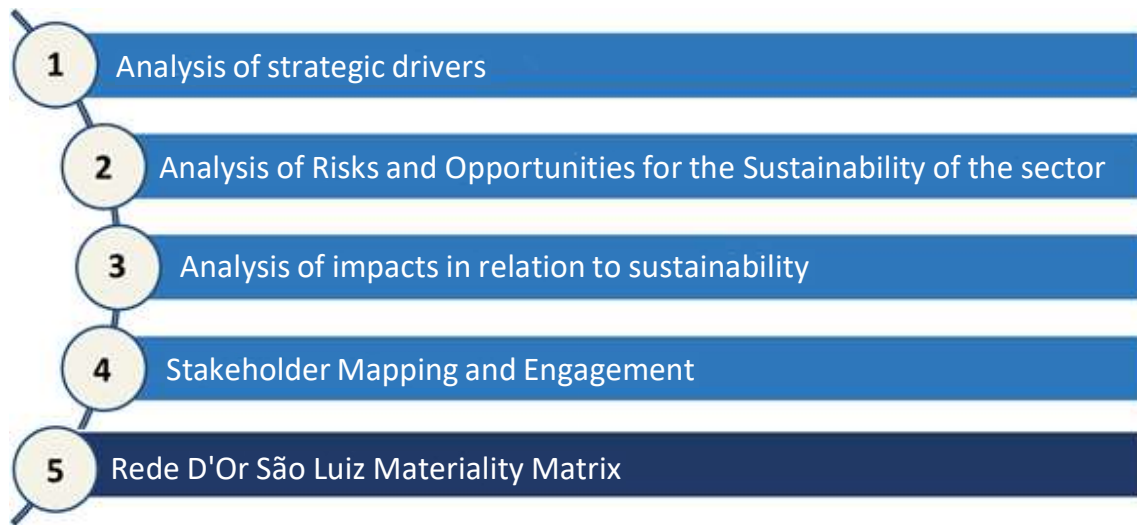 1
Analysis of strategic drivers
2
Analysis of Risks and Opportunities for the Sustainability of the sector
3
Analysis of impacts in relation to sustainability
4
Stakeholder Mapping and Engagement
5
Rede D'Or São Luiz Materiality Matrix